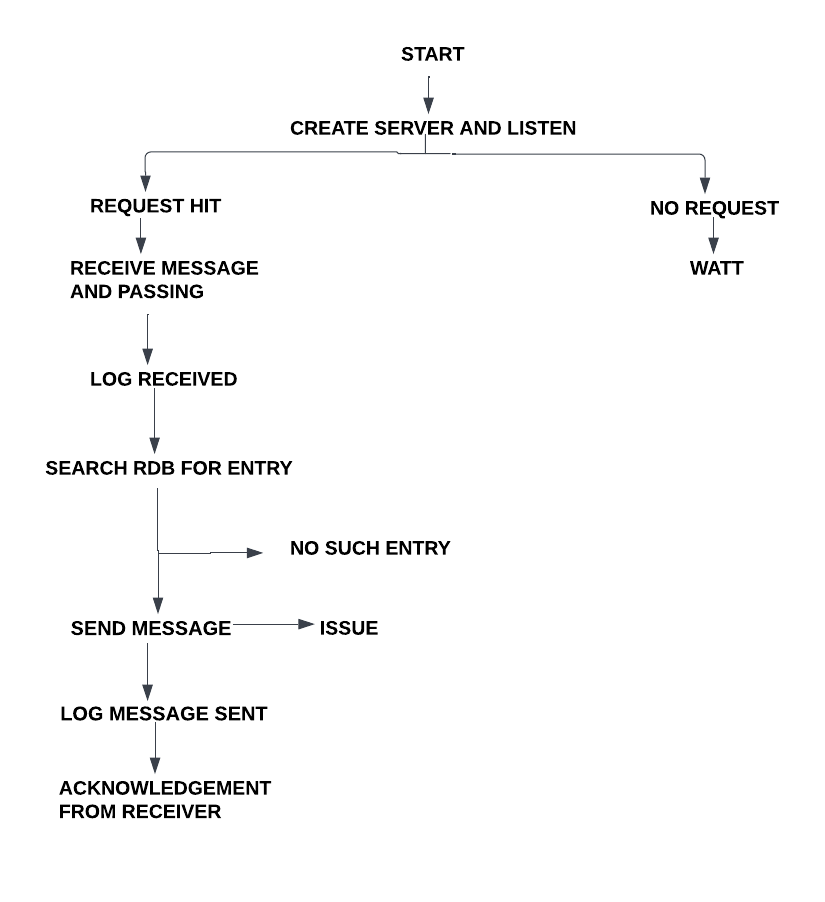 START
CREATE SERVER AND LISTEN
REQUEST HIT
NO REQUEST
RECEIVE MESSAGE
AND PASSING
WATT
LOG RECEIVED
SEARCH RDB FOR ENTRY
NO SUCH ENTRY
SEND MESSAGE
ISSUE
LOG MESSAGE SENT
ACKNOWLEDGEMENT
FROM RECEIVER